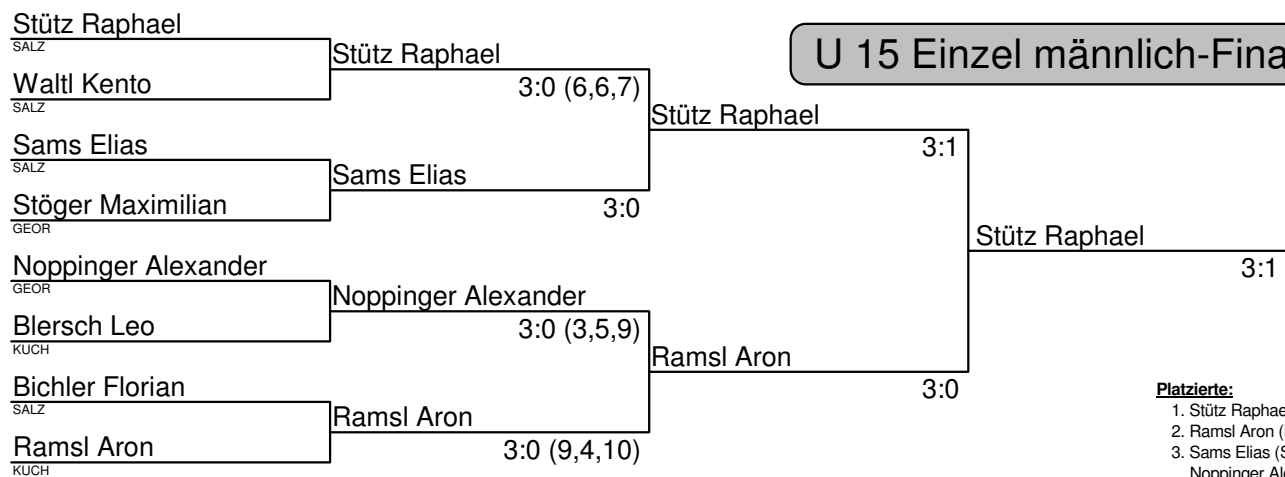 Stütz Raphael
SALZ
Waltl Kento
SALZ
Sams Elias
SALZ
Stöger Maximilian
GEOR
Noppinger Alexander
GEOR
Blersch Leo
KUCH
Bichler Florian
SALZ
Ramsl Aron
KUCH
Stütz Raphael
3:0 (6,6,7)
Sams Elias
3:0
Noppinger Alexander
3:0 (3,5,9)
Ramsl Aron
3:0 (9,4,10)
Stütz Raphael
3:1
Ramsl Aron
3:0
Stütz Raphael
3:1
U 15 Einzel männlich-Fina
Platzierte:
1. Stütz Raphae
2. Ramsl Aron (
3. Sams Elias (S
Noppinger Ale